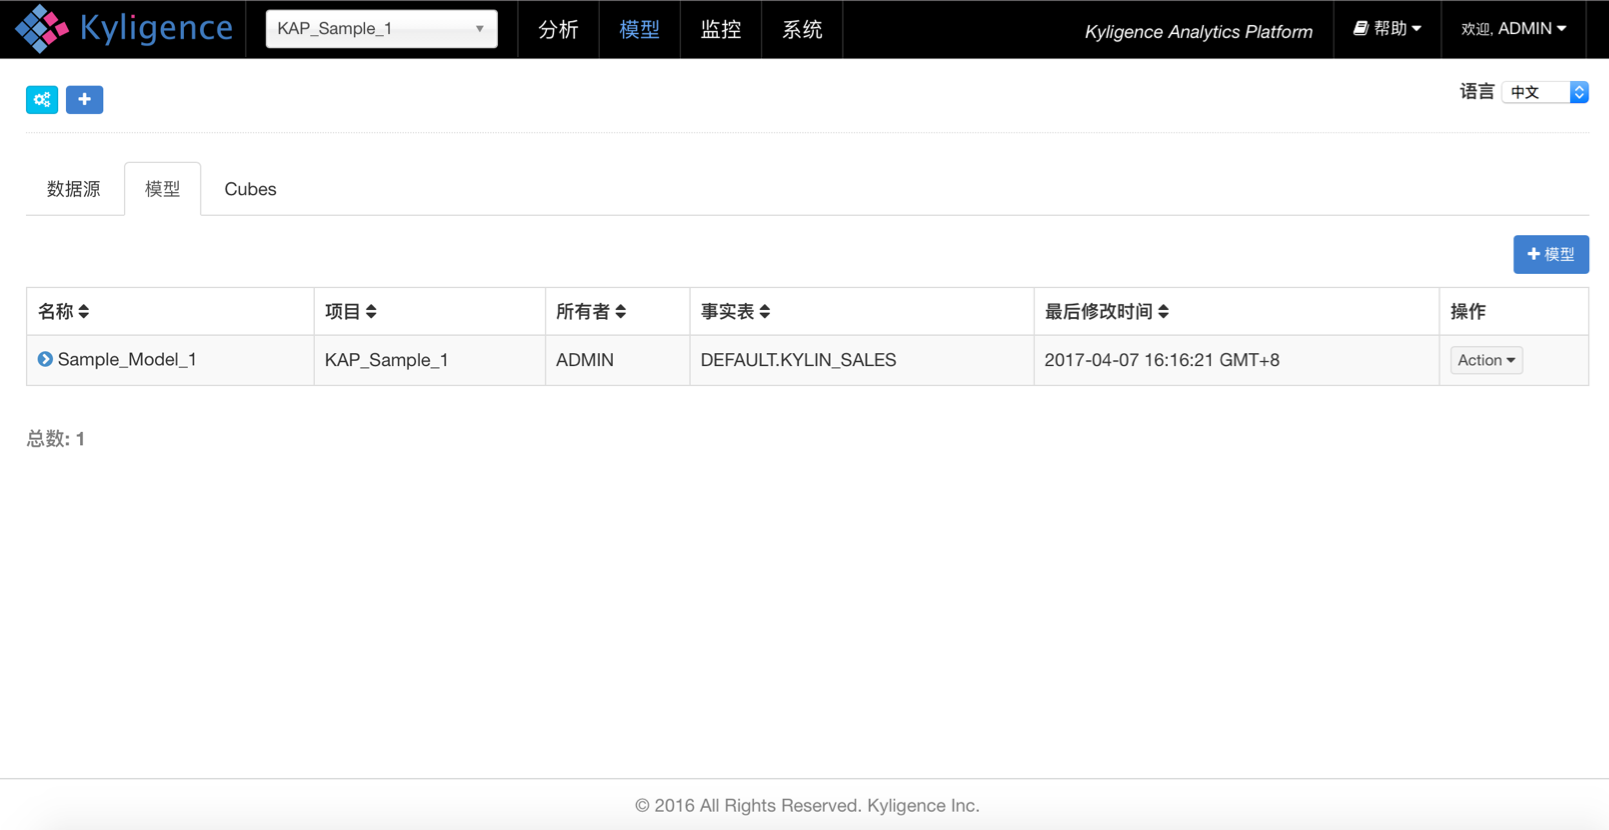 Kyligence KAP_Sample_1 分析 模型 监控 系统 Kyligence Analytics Platform 帮助 欢迎, ADMIN
语言 中文
数据源 模型 Cubes
模型
名称 项目 所有者 事实表 最后修改时间 操作
Sample_Model_1 KAP_Sample_1 ADMIN DEFAULT.KYLIN_SALES 2017-04-07 16:16:21 GMT+8 Action
总数: 1
© 2016 All Rights Reserved. Kyligence Inc.